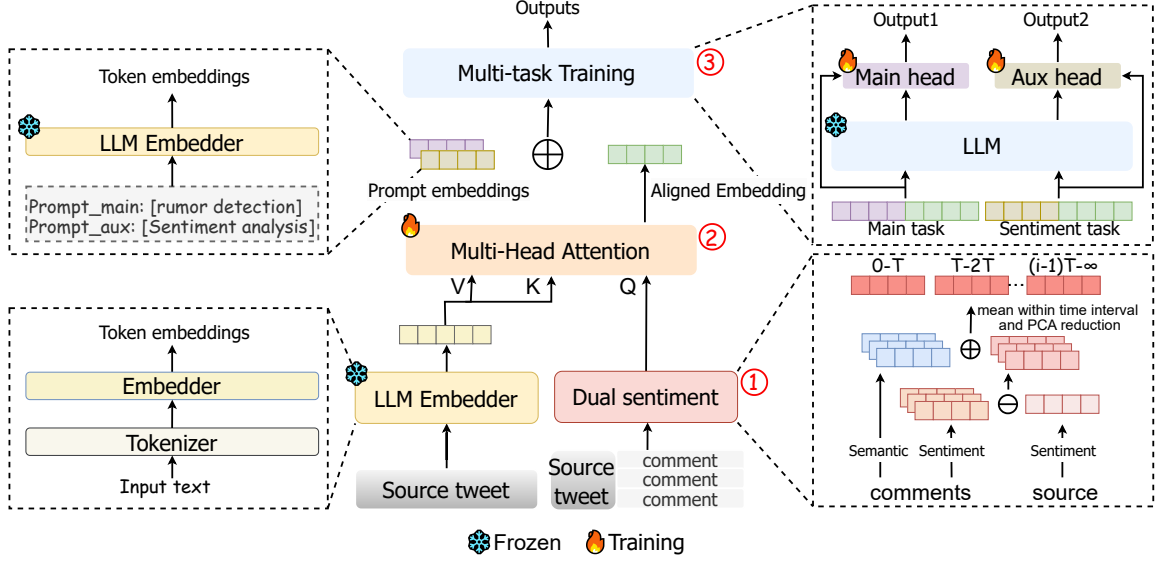 Outputs
Multi-task Training
③
Prompt embeddings
Aligned Embedding
Multi-Head Attention
②
V
K
Q
LLM Embedder
Dual sentiment
①
Source tweet
Source
tweet
comment
comment
comment
Frozen
Training
Token embeddings
LLM Embedder
Prompt_main: [rumor detection]
Prompt_aux: [Sentiment analysis]
Token embeddings
Embedder
Tokenizer
Input text
Output1
Output2
Main head
Aux head
LLM
Main task
Sentiment task
0-T
T-2T
(i-1)T-∞
mean within time interval
and PCA reduction
Semantic
Sentiment
Sentiment
comments
source